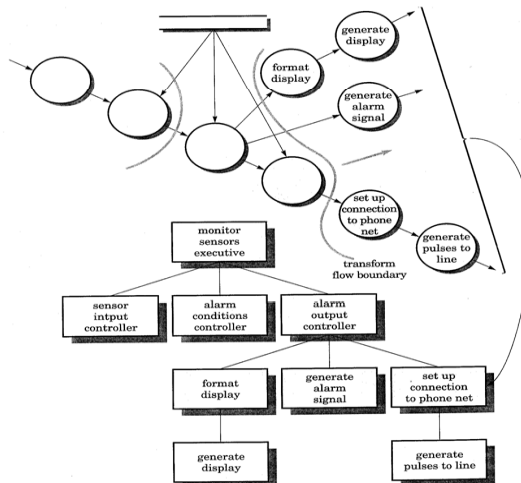 generate
display
format
display
generate
alarm
signal
set up
connection
to phone
net
generate
pulses to
line
transform
flow boundary
monitor
sensors
executive
sensor
intput
controller
alarm
conditions
controller
alarm
output
controller
format
display
generate
alarm
signal
set up
connection
to phone net
generate
display
generate
pulses to line